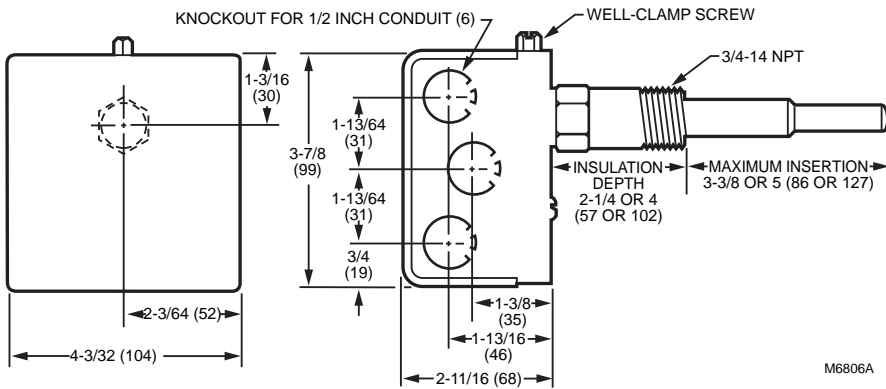 KNOCKOUT FOR 1/2 INCH CONDUIT (6)
WELL-CLAMP SCREW
3/4-14 NPT
1-3/16
(30)
1-13/64
(31)
3-7/8
(99)
1-13/64
(31)
3/4
(19)
INSULATION
DEPTH
2-1/4 OR 4
(57 OR 102)
MAXIMUM INSERTION
3-3/8 OR 5 (86 OR 127)
2-3/64 (52)
4-3/32 (104)
1-3/8
(35)
1-13/16
(46)
2-11/16 (68)
M6806A